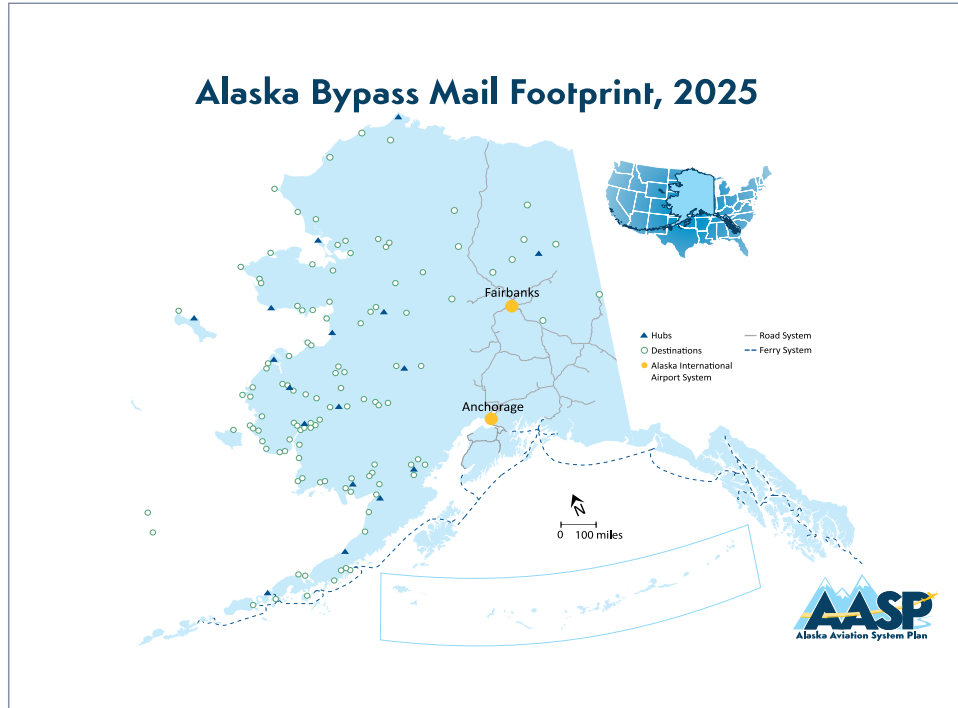 Alaska Bypass Mail Footprint, 2025
Fairbanks
Hubs
Road System
Destinations
Ferry System
Alaska International
Airport System
Anchorage
N
0 100 miles
AASP
Alaska Aviation System Plan